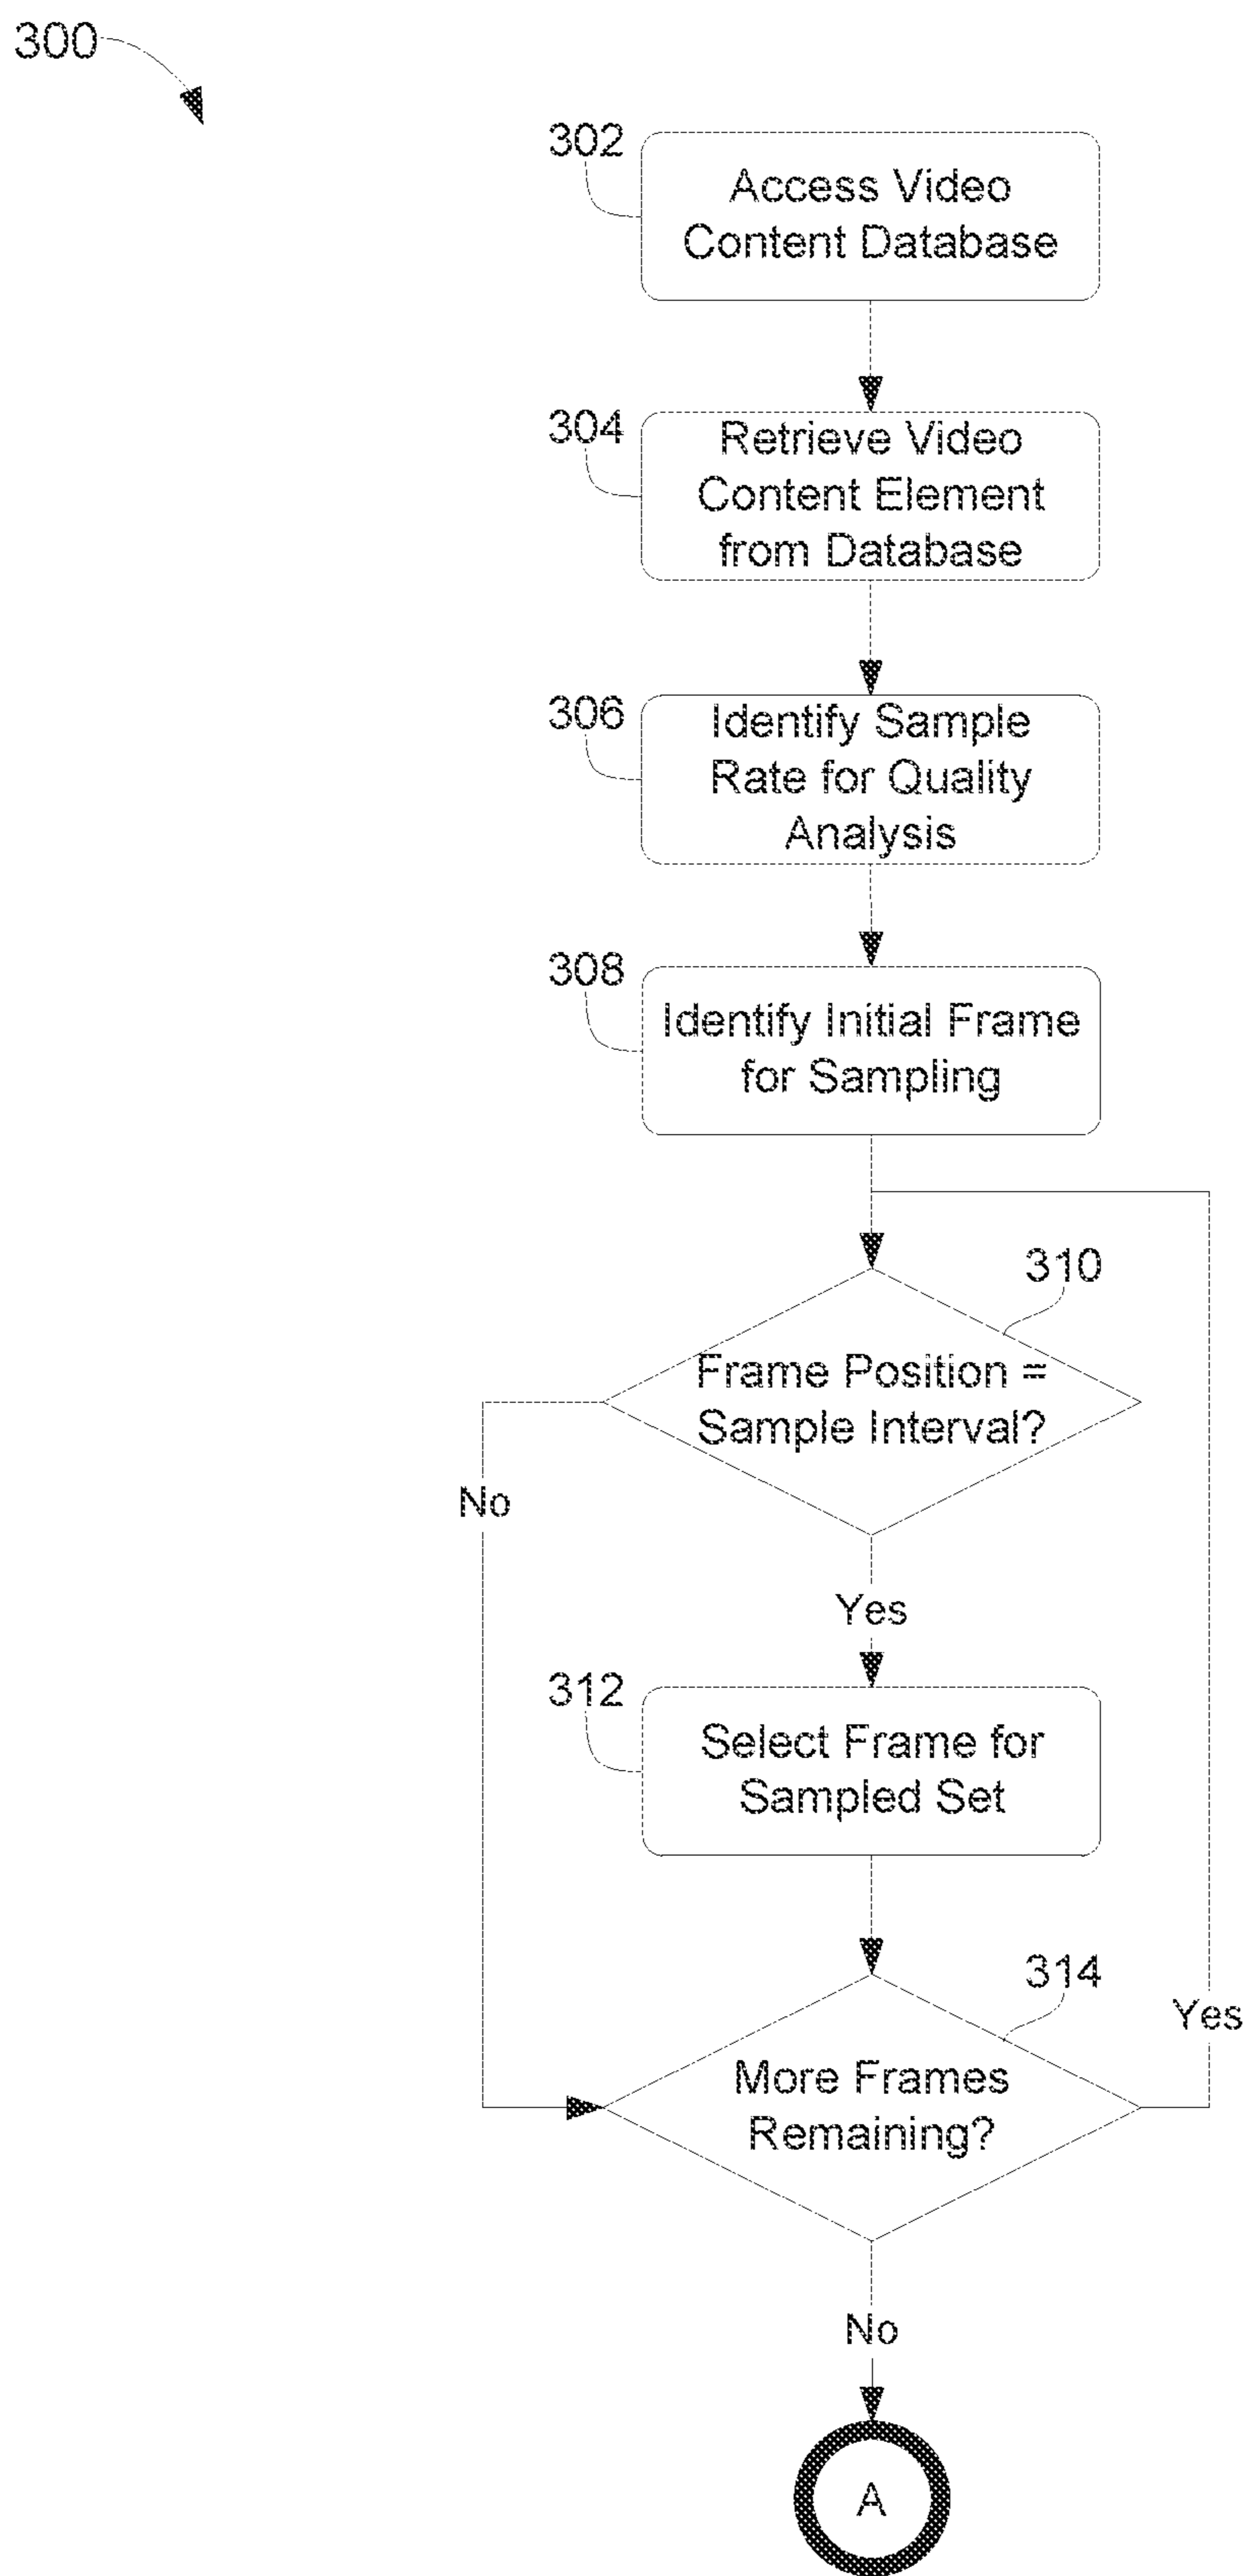 300
302
Access Video
Content Database
304
Retrieve Video
Content Element
from Database
306
Identify Sample
Rate for Quality
Analysis
308
Identify Initial Frame
for Sampling
310
Frame Position =
Sample Interval?
No
Yes
312
Select Frame for
Sampled Set
314
Yes
More Frames
Remaining?
No
A